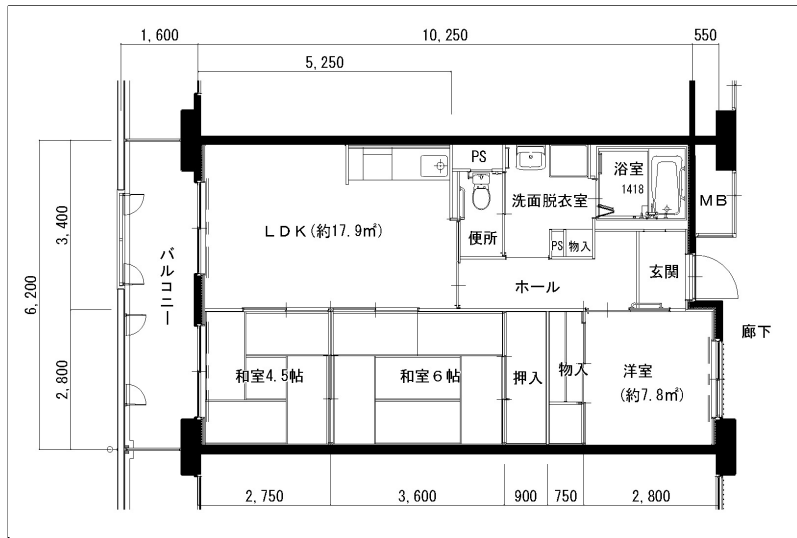 1,600
10,250
550
5,250
PS
浴室
1418
洗面脱衣室
MB
3,400
LDK(約17.9㎡)
便所
PS
物入
バルコニー
6,200
玄関
ホール
廊下
2,800
和室4.5帖
和室6帖
押入
物入
洋室
(約7.8㎡)
2,750
3,600
900
750
2,800